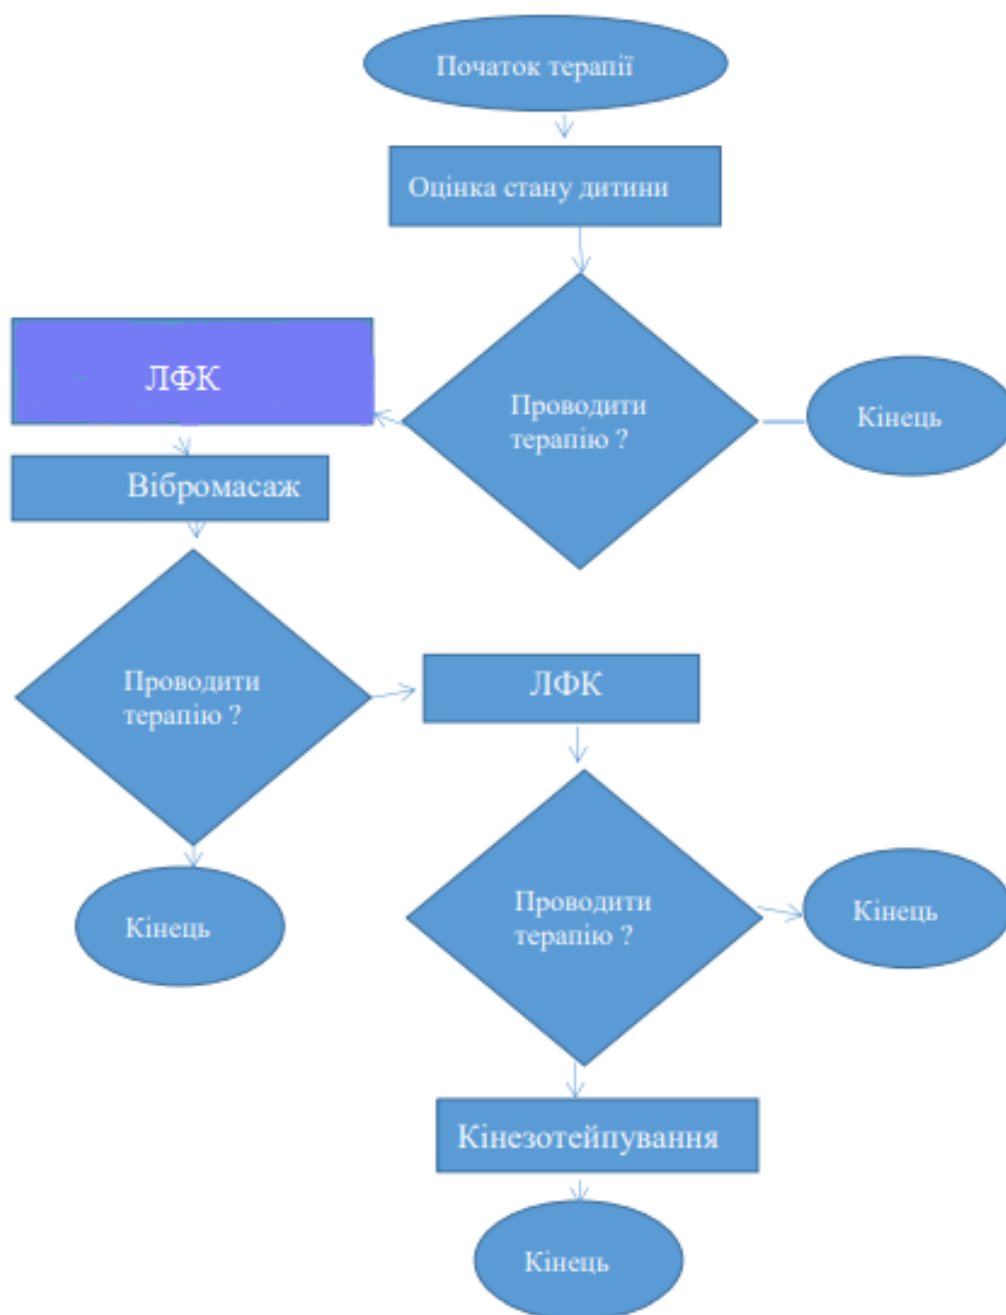 Початок терапії
Оцінка стану дитини
ЛФК
Проводити
терапію ?
Кінець
Вібромасаж
Проводити
терапію ?
ЛФК
Кінець
Проводити
терапію ?
Кінець
Кінезотейпування
Кінець